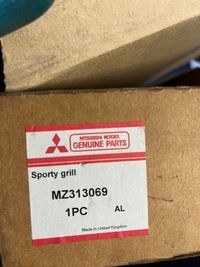 MITSUBISHI MOTORS
GENUINE PARTS
Sporty grill
MZ313069
1PC AL
Made in United Kingdom